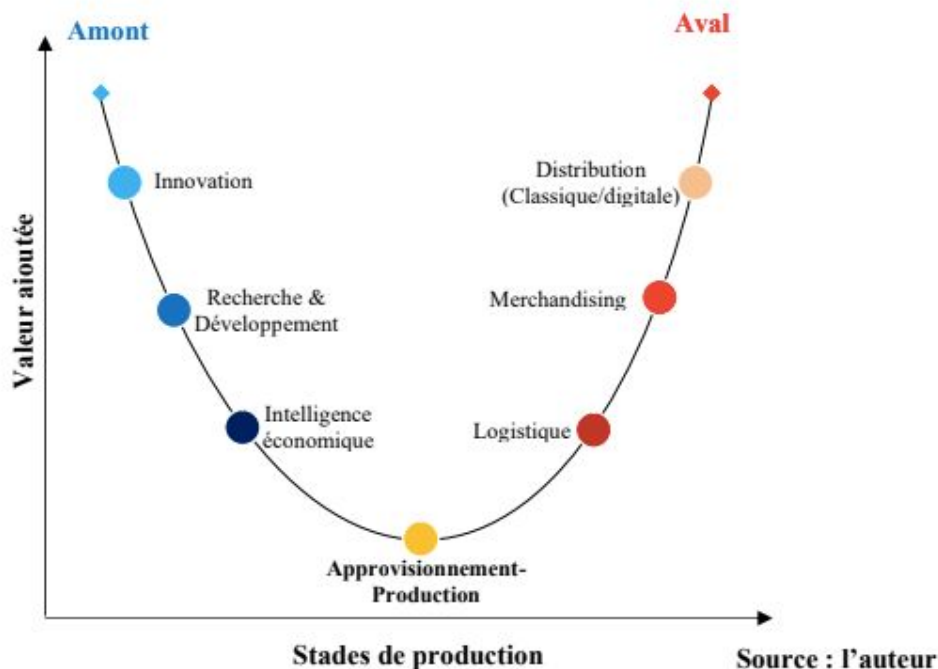 Amont
Aval
Innovation
Distribution
(Classique/digitale)
Valeur aioutée
Recherche &
Développement
Merchandising
Intelligence
économique
Logistique
Approvisionnement-
Production
Stades de production
Source : l'auteur